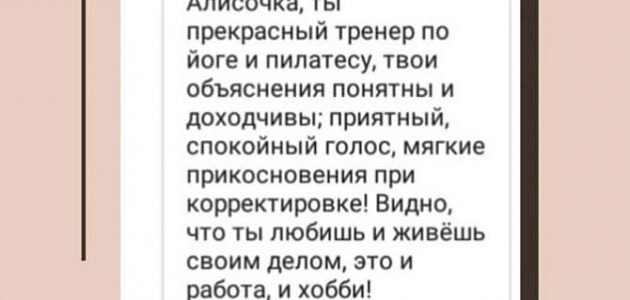 Алисочка, ты
прекрасный тренер по
йоге и пилатесу, твои
объяснения понятны и
доходчивы; приятный,
спокойный голос, мягкие
прикосновения при
корректировке! Видно,
что ты любишь и живёшь
своим делом, это и
работа, и хобби!